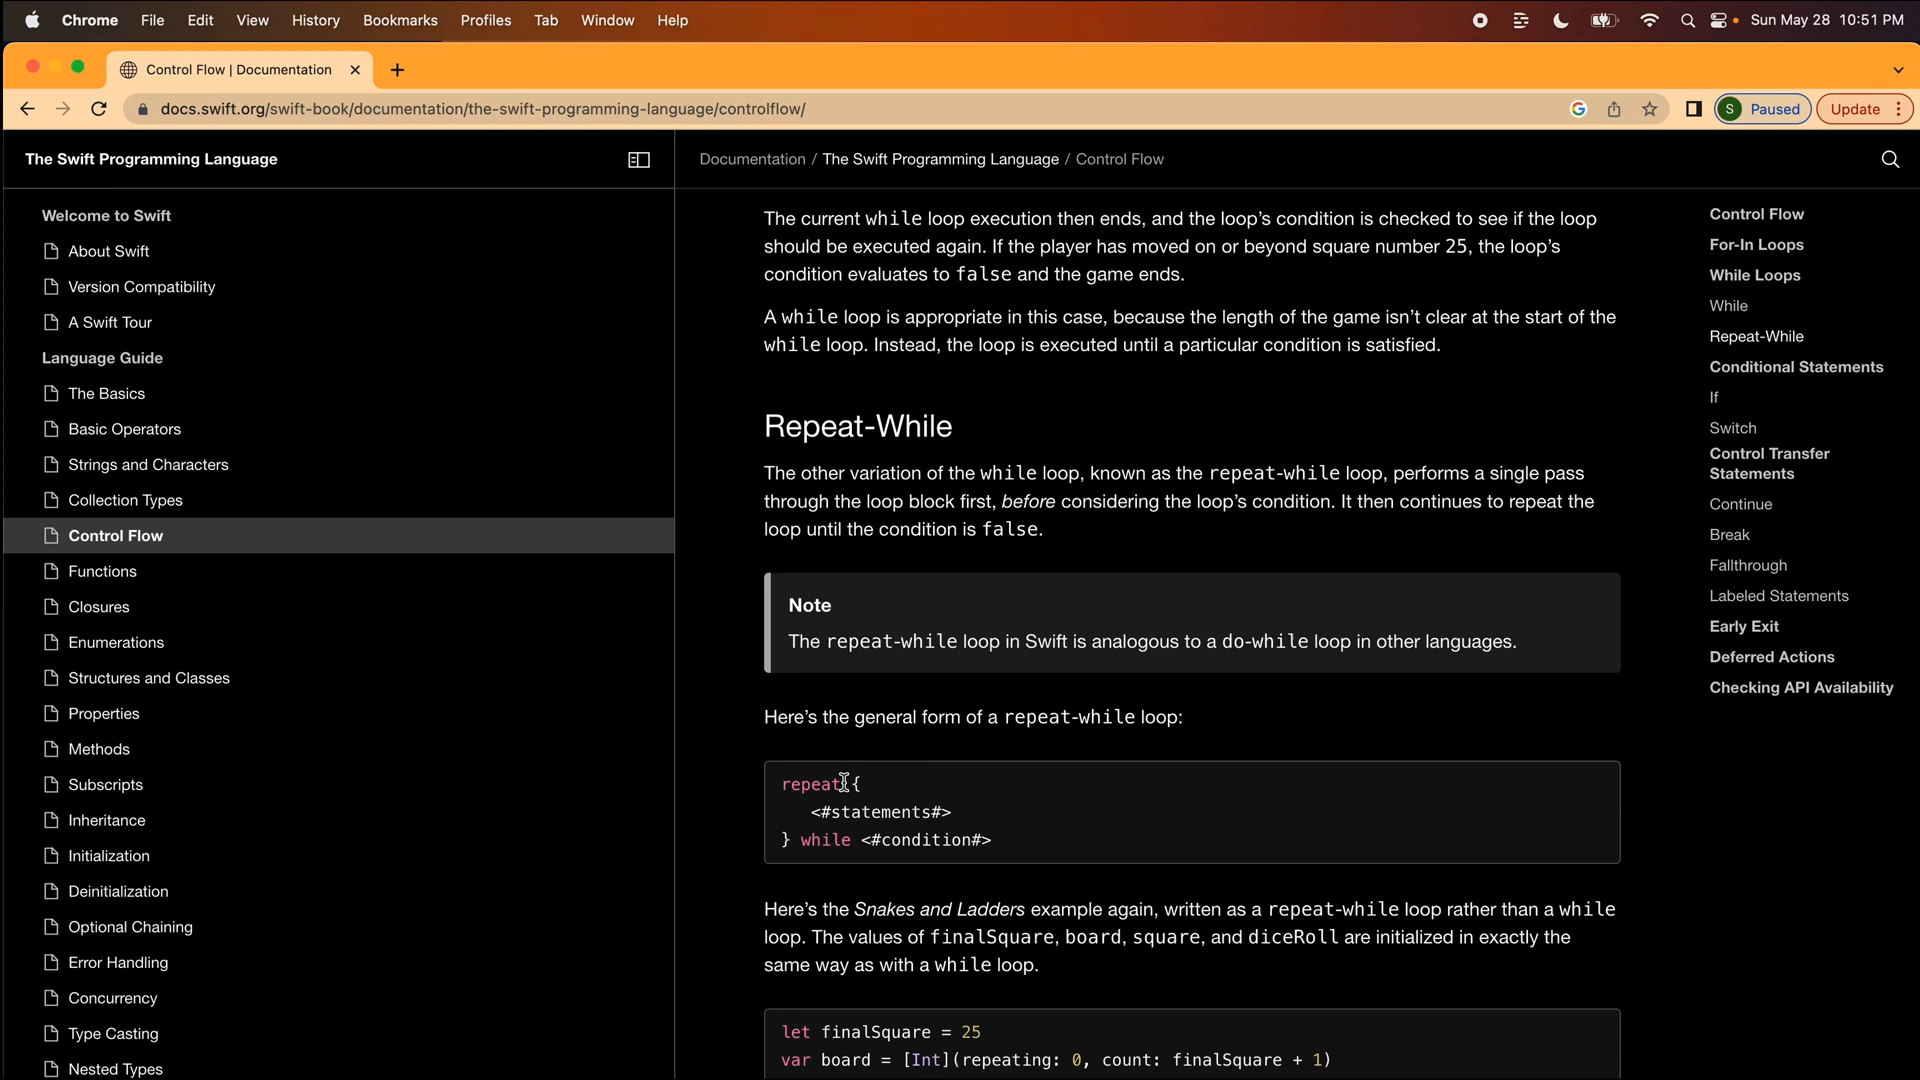 Chrome File Edit View History Bookmarks Profiles Tab Window Help Sun May 28 10:51 PM
Control Flow | Documentation
docs.swift.org/swift-book/documentation/the-swift-programming-language/controlflow/ S Paused Update
The Swift Programming Language
Welcome to Swift
About Swift
Version Compatibility
A Swift Tour
Language Guide
The Basics
Basic Operators
Strings and Characters
Collection Types
Control Flow
Functions
Closures
Enumerations
Structures and Classes
Properties
Methods
Subscripts
Inheritance
Initialization
Deinitialization
Optional Chaining
Error Handling
Concurrency
Type Casting
Nested Types
Documentation / The Swift Programming Language / Control Flow
The current while loop execution then ends, and the loop’s condition is checked to see if the loop
should be executed again. If the player has moved on or beyond square number 25, the loop’s
condition evaluates to false and the game ends.
A while loop is appropriate in this case, because the length of the game isn’t clear at the start of the
while loop. Instead, the loop is executed until a particular condition is satisfied.
Repeat-While
The other variation of the while loop, known as the repeat-while loop, performs a single pass
through the loop block first, before considering the loop’s condition. It then continues to repeat the
loop until the condition is false.
Note
The repeat-while loop in Swift is analogous to a do-while loop in other languages.
Here’s the general form of a repeat-while loop:
repeat {
<#statements#>
} while <#condition#>
Here’s the Snakes and Ladders example again, written as a repeat-while loop rather than a while
loop. The values of finalSquare, board, square, and diceRoll are initialized in exactly the
same way as with a while loop.
let finalSquare = 25
var board = [Int](repeating: 0, count: finalSquare + 1)
Control Flow
For-In Loops
While Loops
While
Repeat-While
Conditional Statements
If
Switch
Control Transfer
Statements
Continue
Break
Fallthrough
Labeled Statements
Early Exit
Deferred Actions
Checking API Availability